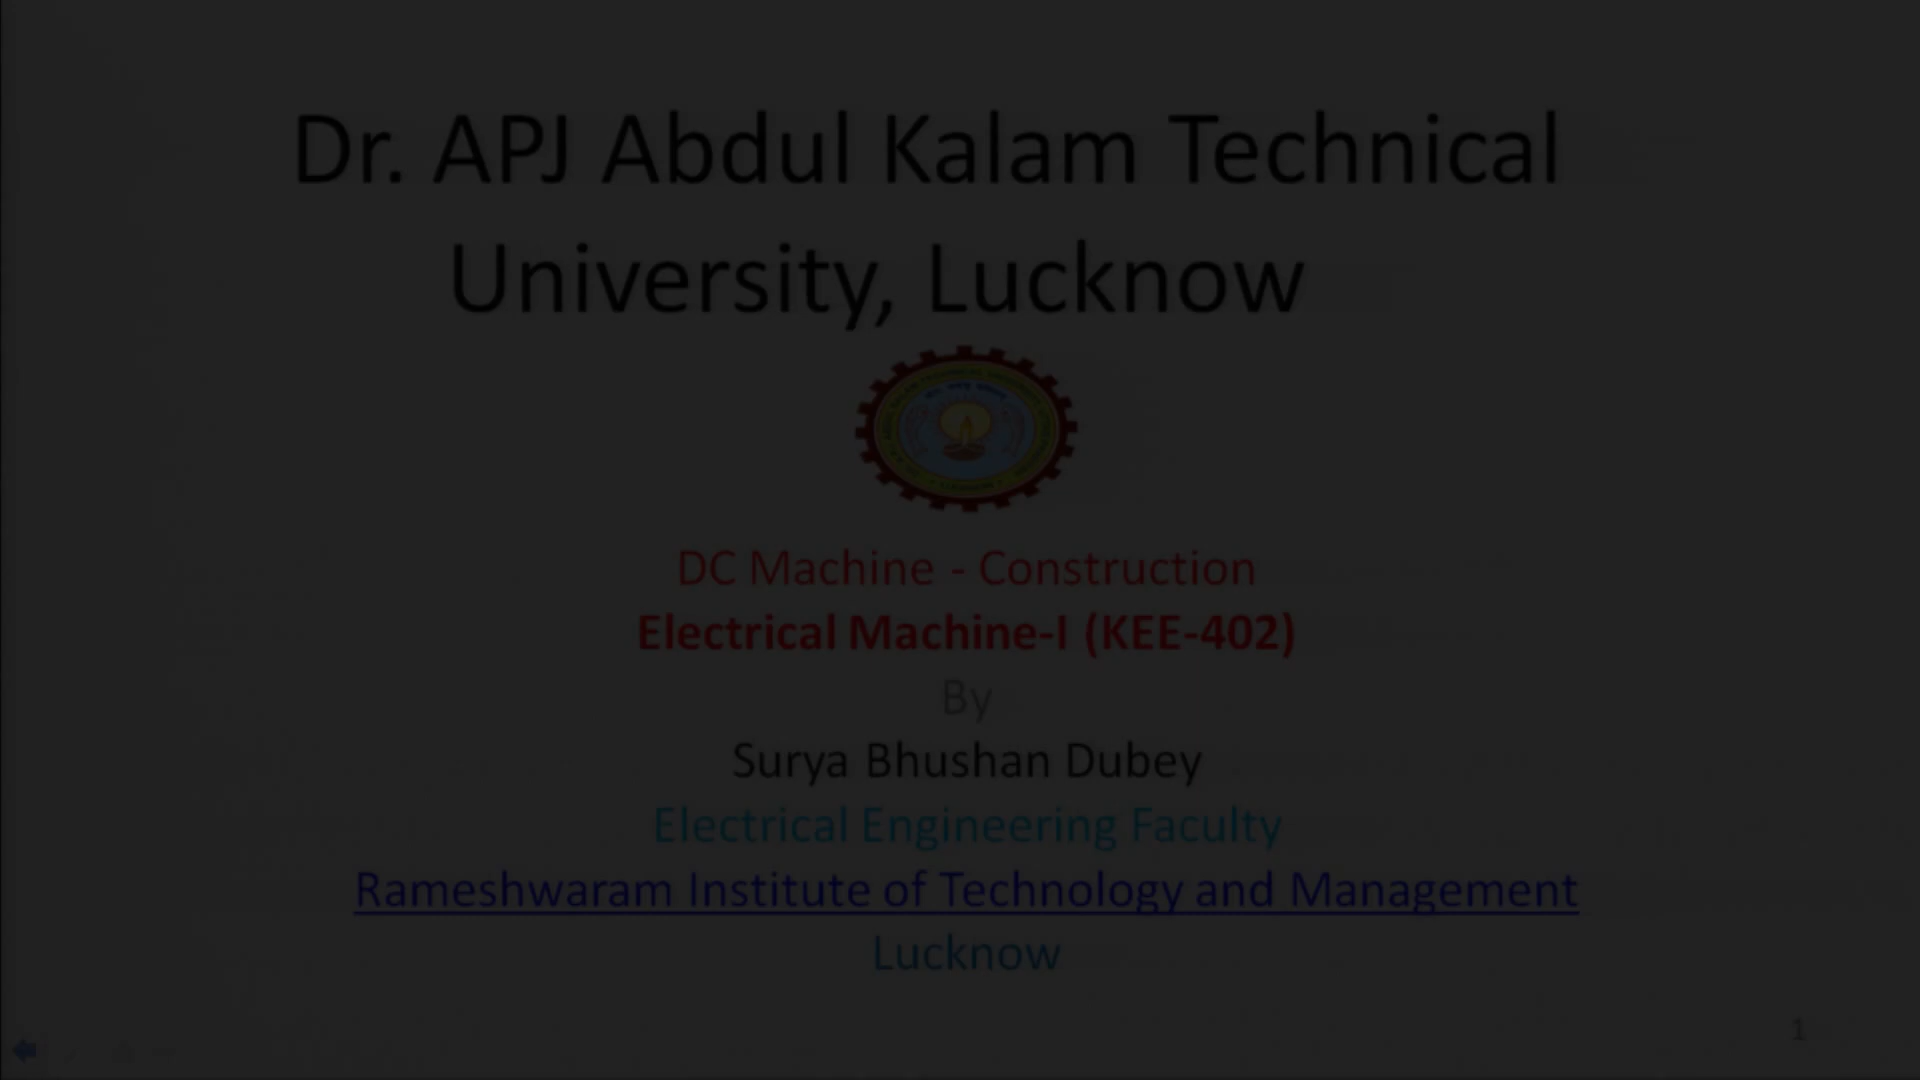 Dr. APJ Abdul Kalam Technical
University, Lucknow
DC Machine - Construction
Electrical Machine-I (KEE-402)
By
Surya Bhushan Dubey
Electrical Engineering Faculty
Rameshwaram Institute of Technology and Management
Lucknow
1